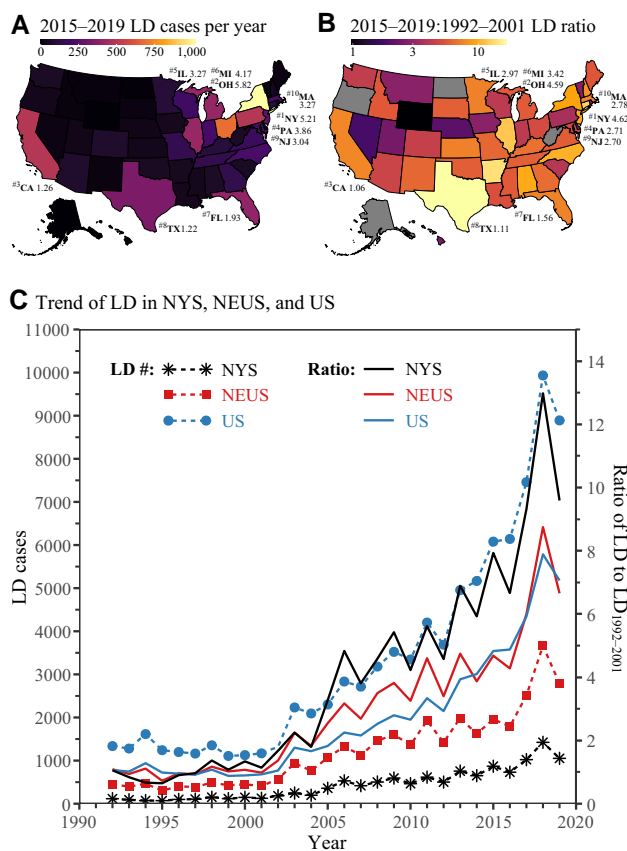 A 2015–2019 LD cases per year
0 250 500 750 1,000
#5IL 3.27
#6MI 4.17
#2OH 5.82
#10MA
3.27
#1NY 5.21
#4PA 3.86
#9NJ 3.04
#3CA 1.26
#7FL 1.93
#8TX1.22
B 2015–2019:1992–2001 LD ratio
1 3 10
#5IL 2.97
#6MI 3.42
#2OH 4.59
#10MA
2.78
#1NY 4.62
#4PA 2.71
#9NJ 2.70
#3CA 1.06
#7FL 1.56
#8TX1.11
C Trend of LD in NYS, NEUS, and US
LD #: NYS
NEUS
US
Ratio: NYS
NEUS
US
11000
10000
9000
8000
7000
6000
5000
4000
3000
2000
1000
0
LD cases
14
12
10
8
6
4
2
0
Ratio of LD to LD1992–2001
1990 1995 2000 2005 2010 2015 2020
Year